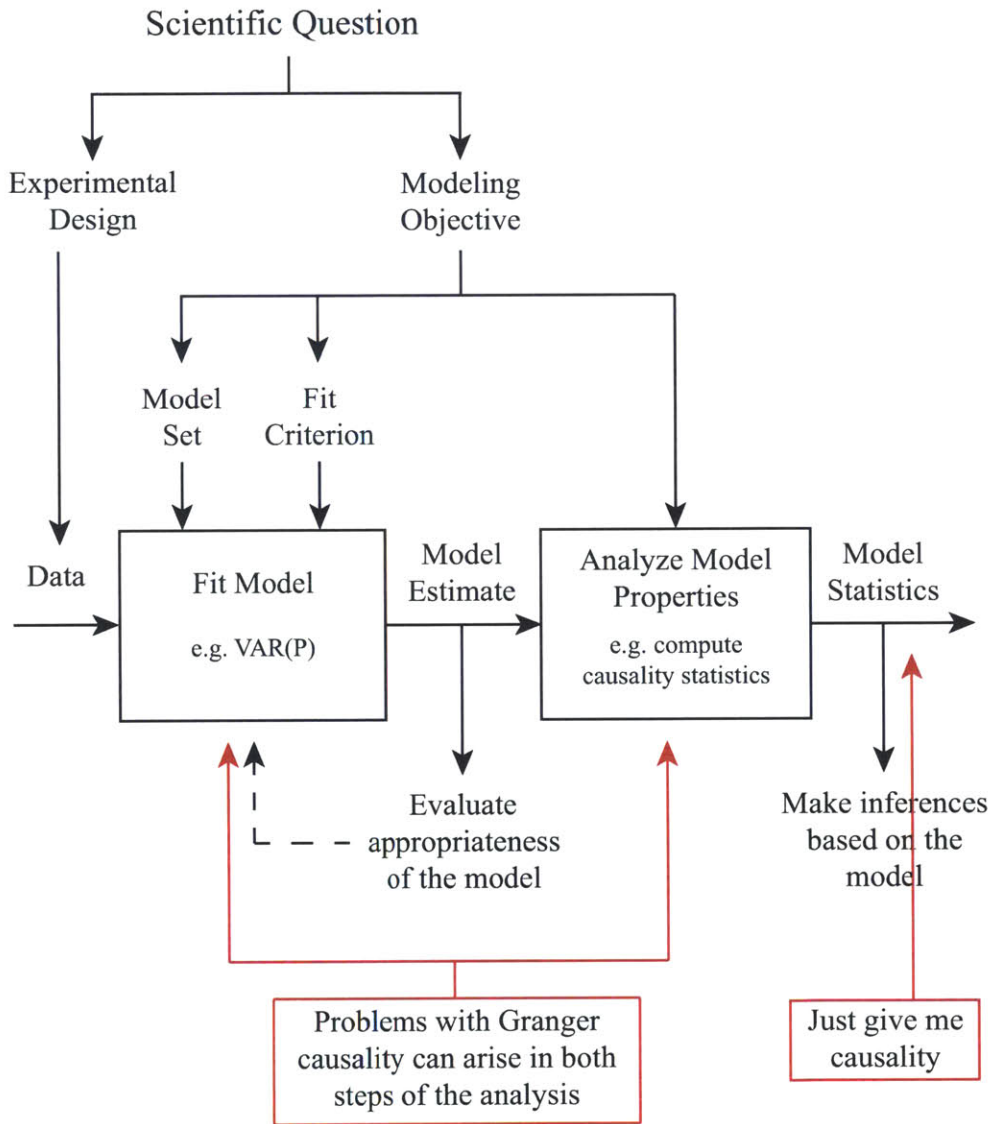 Scientific Question
Experimental
Design
Modeling
Objective
Model
Set
Fit
Criterion
Data
Fit Model
e.g. VAR(P)
Model
Estimate
Analyze Model
Properties
e.g. compute
causality statistics
Model
Statistics
Evaluate
appropriateness
of the model
Make inferences
based on the
model
Problems with Granger
causality can arise in both
steps of the analysis
Just give me
causality